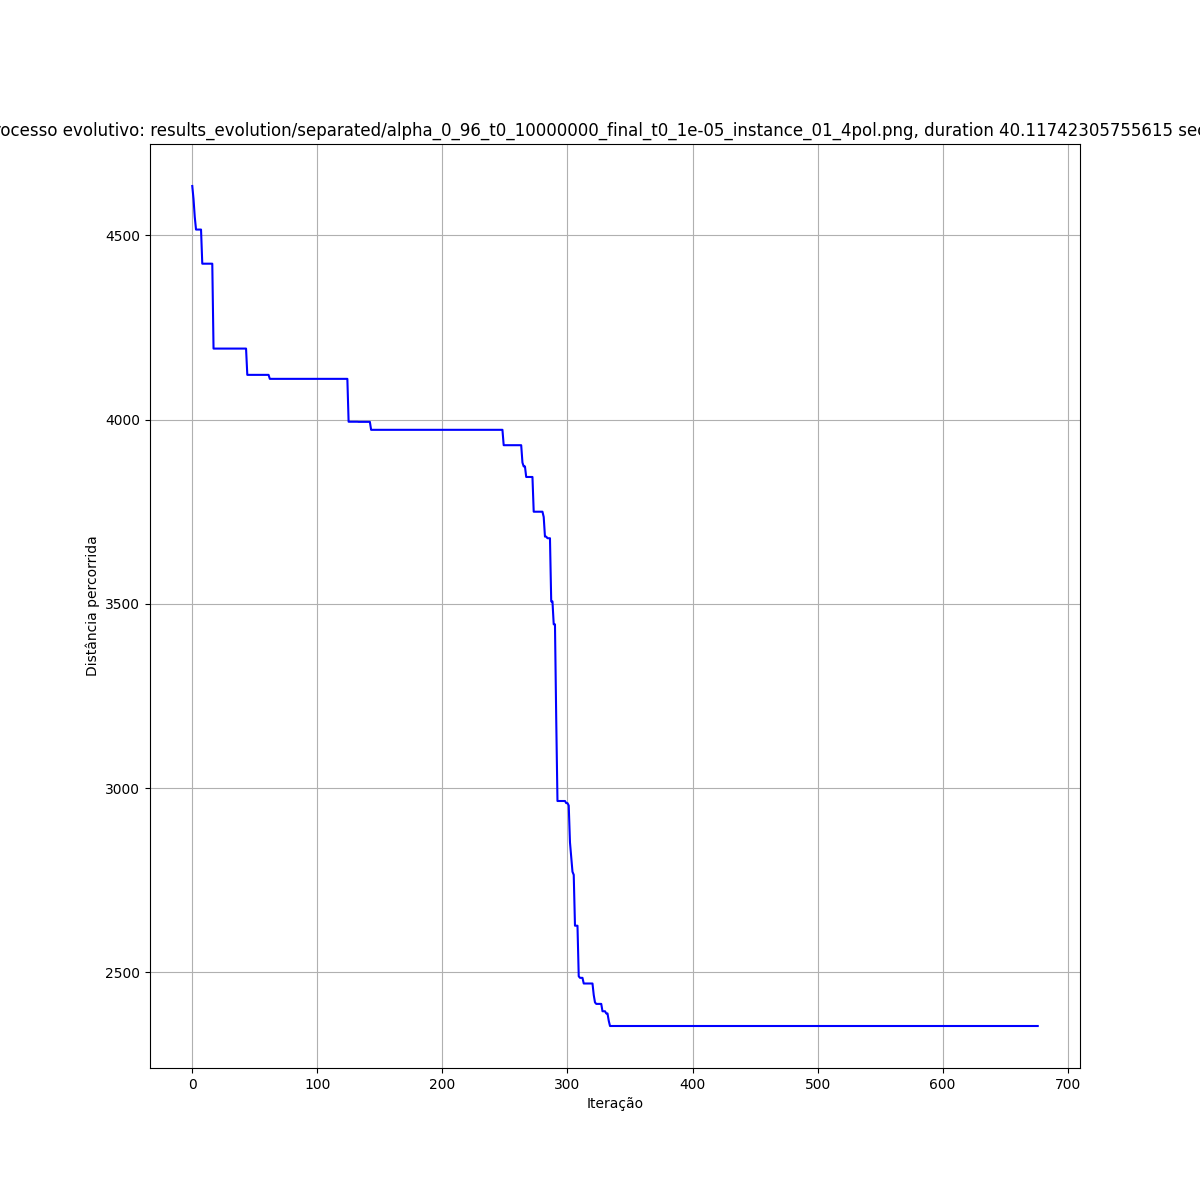 ocesso evolutivo: results_evolution/separated/alpha_0_96_t0_10000000_final_t0_1e-05_instance_01_4pol.png, duration 40.11742305755615 sec
4500
4000
3500
3000
2500
Distância percorrida
0 100 200 300 400 500 600 700
Iteração